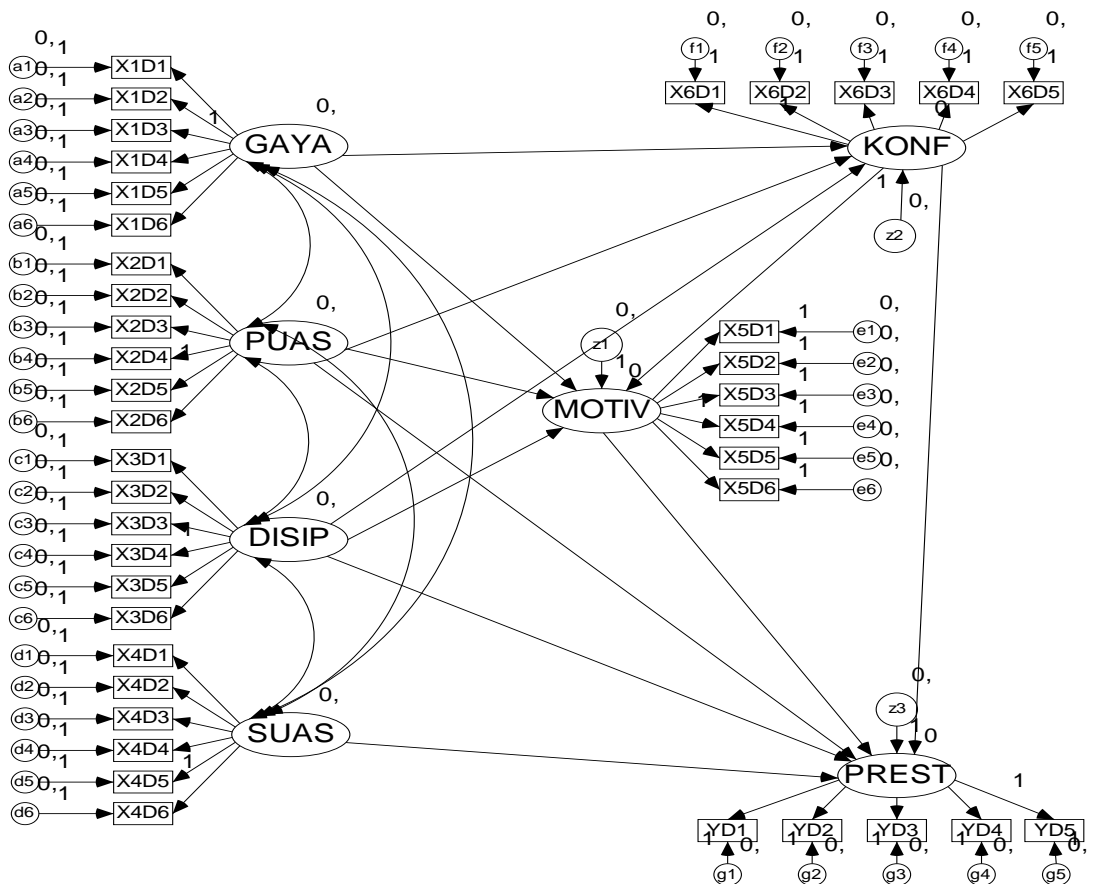 0, 0, 0, 0, 0,
0, 1
f1 f2 f3 f4 f5
1 1 1 1 1
a1 0, 1 X1D1
X6D1 X6D2 X6D3 X6D4 X6D5
a2 0, 1 X1D2
1 0, 1 0,
a3 0, 1 X1D3
GAYA KONF
a4 0, 1 X1D4
a5 0, 1 X1D5
1
a6 0, 1 X1D6
0,
z2
b1 0, 1 X2D1
b2 0, 1 X2D2
0, 0, 1 0,
b3 0, 1 X2D3
X5D1 e1 0,
PUAS z1 1
b4 0, 1 X2D4
1 1 0 X5D2 e2 0,
b5 0, 1 X2D5
1
X5D3 e3 0,
MOTIV 1 1
b6 0, 1 X2D6
X5D4 e4 0,
1
c1 0, 1 X3D1
X5D5 e5 0,
1
c2 0, 1 X3D2
X5D6 e6
0,
c3 0, 1 X3D3
1
DISIP
c4 0, 1 X3D4
c5 0, 1 X3D5
c6 0, 1 X3D6
d1 0, 1 X4D1
d2 0, 1 X4D2
0, 0,
d3 0, 1 X4D3
z3
SUAS 1 0
d4 0, 1 X4D4
1
d5 0, 1 X4D5
PREST 1
d6 X4D6
YD1 YD2 YD3 YD4 YD5
1 0, 1 0, 1 0, 1 0, 1 0,
g1 g2 g3 g4 g5